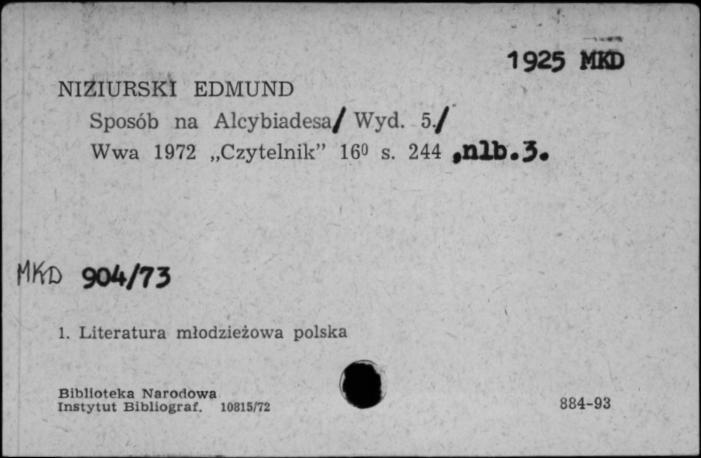 1925 MKD
NIZIURSKI EDMUND
Sposób na Alcybiadesa/ Wyd. 5./
Wwa 1972 „Czytelnik” 16⁰ s. 244 ,nlb.3.
MKD 904/73
1. Literatura młodzieżowa polska
Biblioteka Narodowa
Instytut Bibliograf. 10815/72
884-93